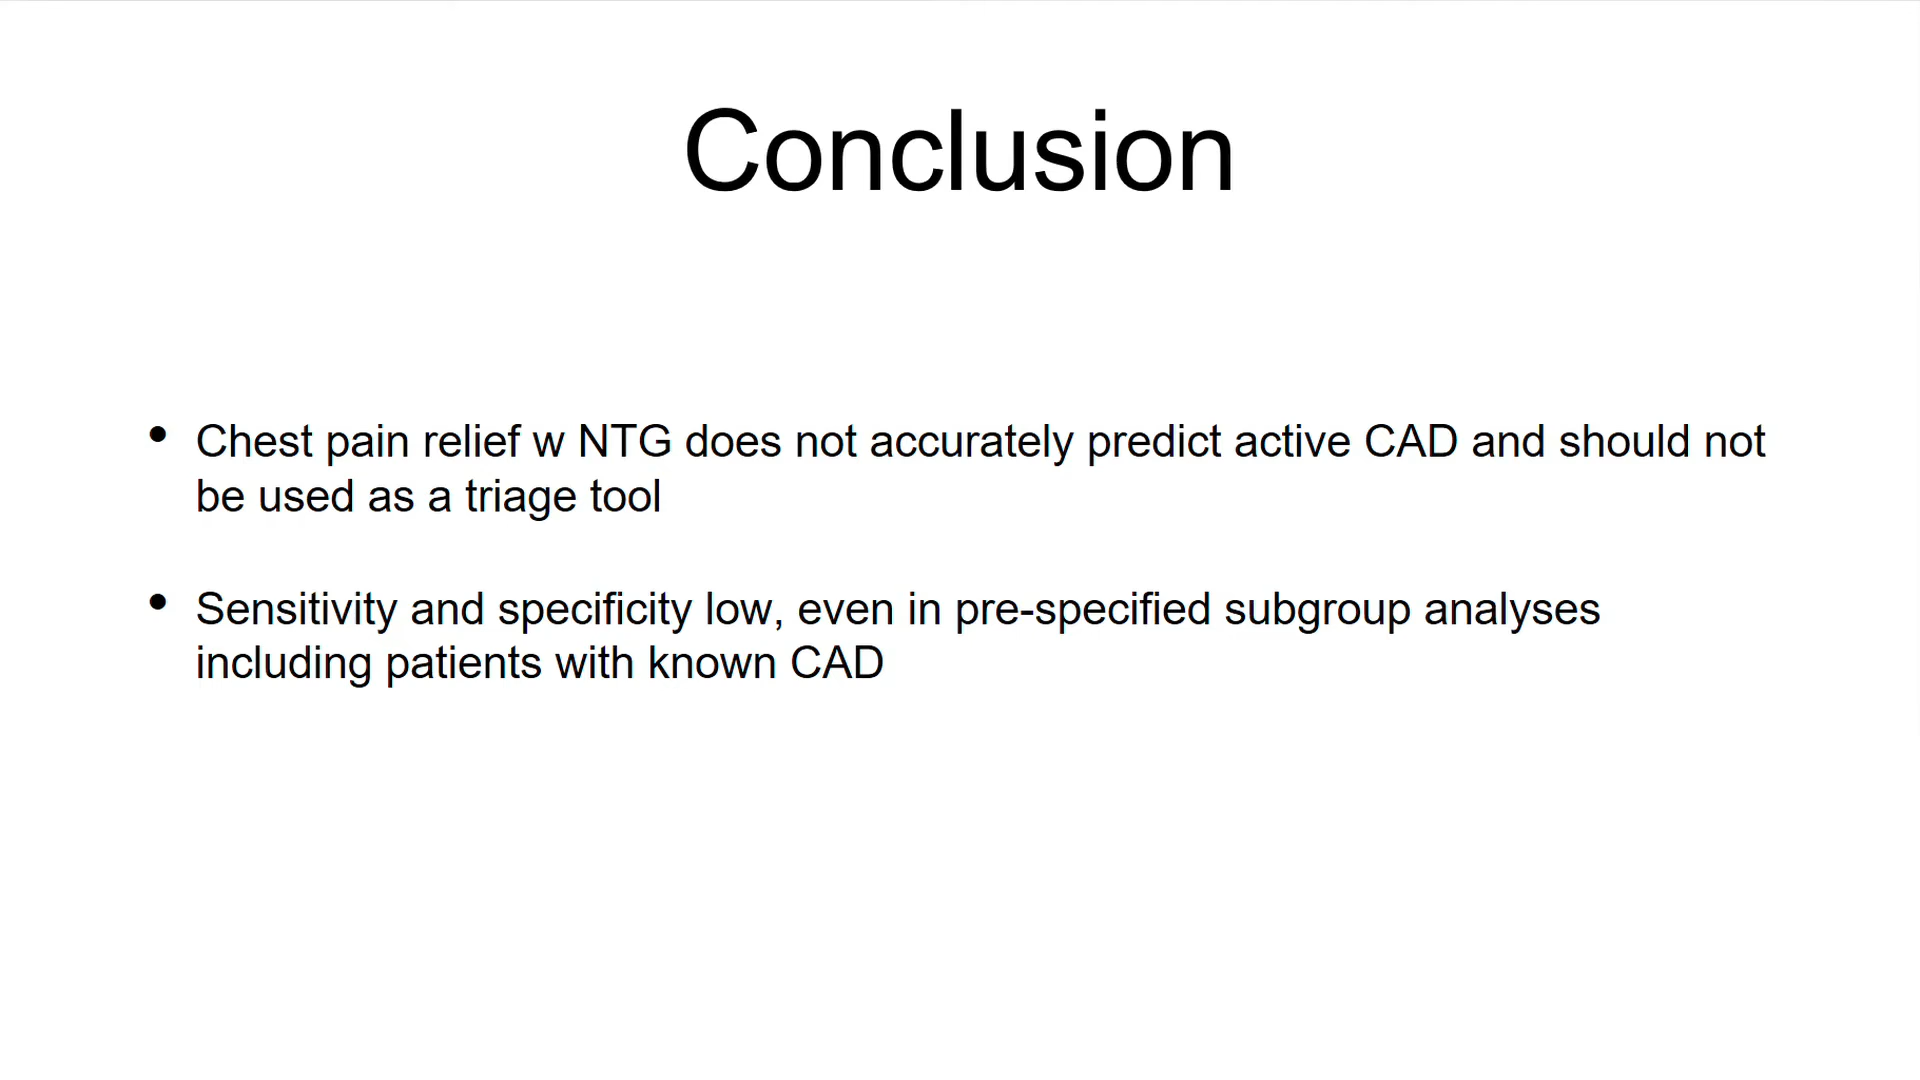 Conclusion
• Chest pain relief w NTG does not accurately predict active CAD and should not
be used as a triage tool
• Sensitivity and specificity low, even in pre-specified subgroup analyses
including patients with known CAD